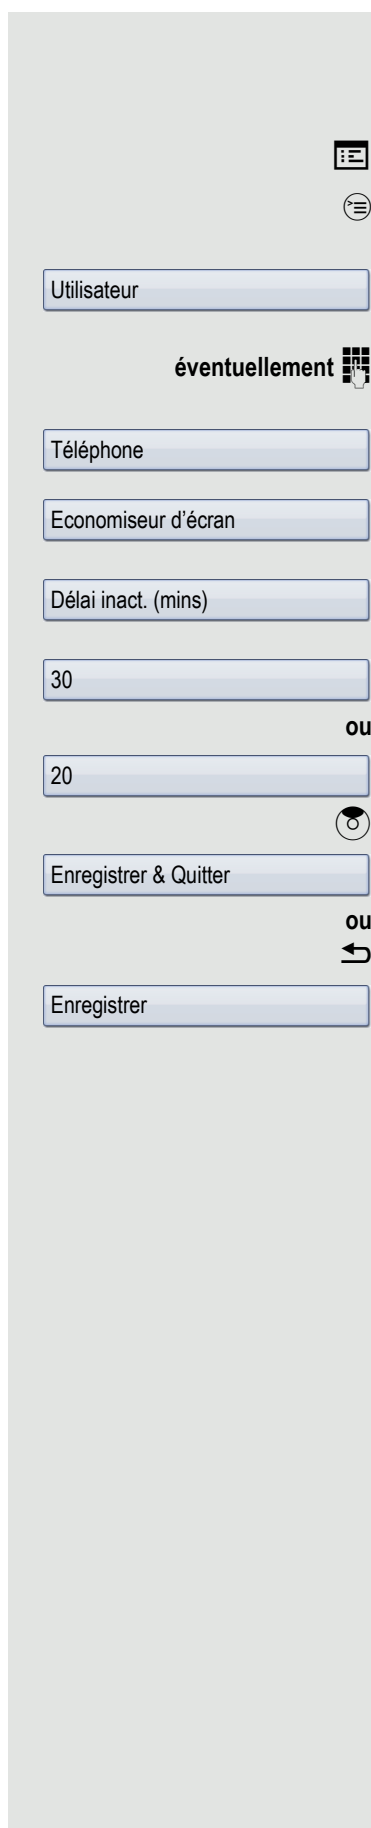 Utilisateur
éventuellement
Téléphone
Economiseur d’écran
Délai inact. (mins)
30
ou
20
Enregistrer & Quitter
ou
Enregistrer